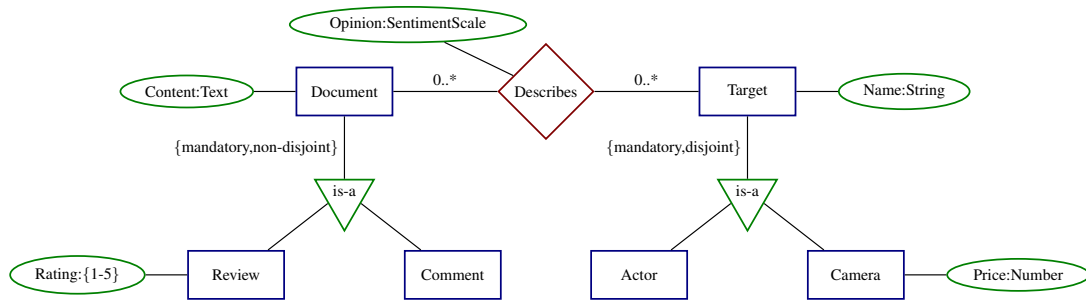 Opinion:SentimentScale
0..*
0..*
Content:Text
Document
Describes
Target
Name:String
{mandatory,non-disjoint}
{mandatory,disjoint}
is-a
is-a
Rating:{1-5}
Review
Comment
Actor
Camera
Price:Number